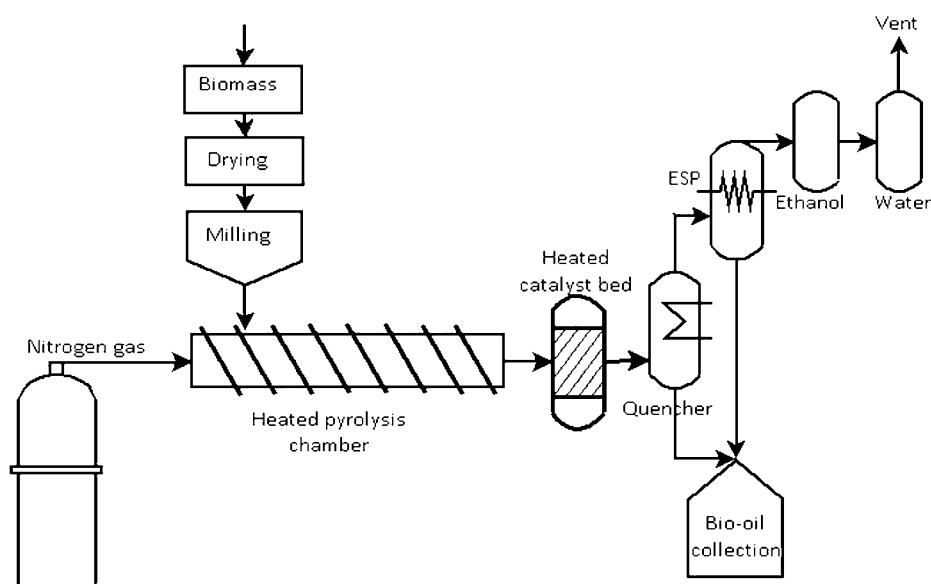 Vent
Biomass
Drying
Milling
ESP
Ethanol
Water
Heated
catalyst bed
Nitrogen gas
Heated pyrolysis
chamber
Quencher
Bio-oil
collection